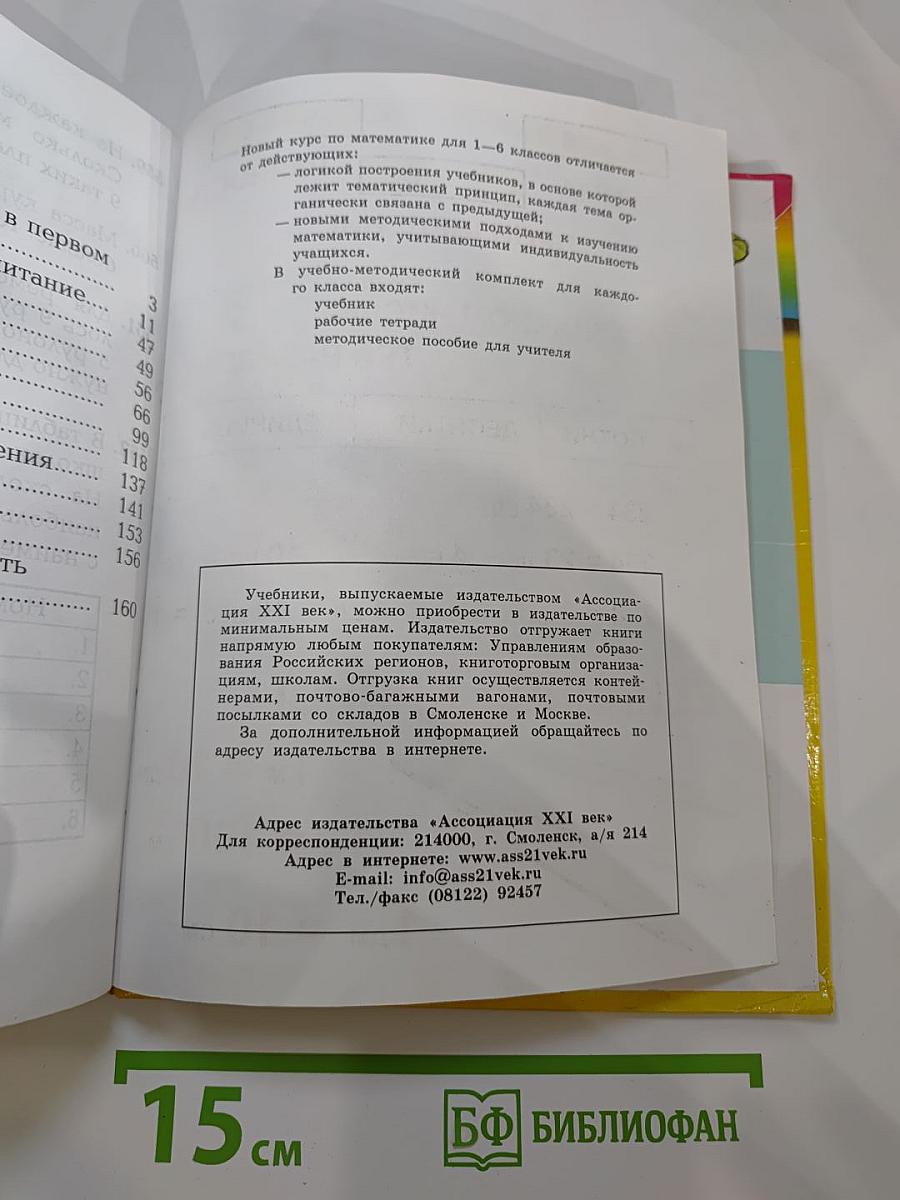 в первом
3
читание.... 11
47
49
56
66
99
118
ения....... 137
141
153
156
ть
160
Новый курс по математике для 1—6 классов отличается
от действующих:
— логикой построения учебников, в основе которой
лежит тематический принцип, каждая тема ор-
ганически связана с предыдущей;
— новыми методическими подходами к изучению
математики, учитывающими индивидуальность
учащихся.
В учебно-методический комплект для каждо-
го класса входят:
учебник
рабочие тетради
методическое пособие для учителя
Учебники, выпускаемые издательством «Ассоциа-
ция XXI век», можно приобрести в издательстве по
минимальным ценам. Издательство отгружает книги
напрямую любым покупателям: Управлениям образо-
вания Российских регионов, книготорговым организа-
циям, школам. Отгрузка книг осуществляется контей-
нерами, почтово-багажными вагонами, почтовыми
посылками со складов в Смоленске и Москве.
За дополнительной информацией обращайтесь по
адресу издательства в интернете.
Адрес издательства «Ассоциация XXI век»
Для корреспонденции: 214000, г. Смоленск, а/я 214
Адрес в интернете: www.ass21vek.ru
E-mail: info@ass21vek.ru
Тел./факс (08122) 92457
15 см
БФ БИБЛИОФАН